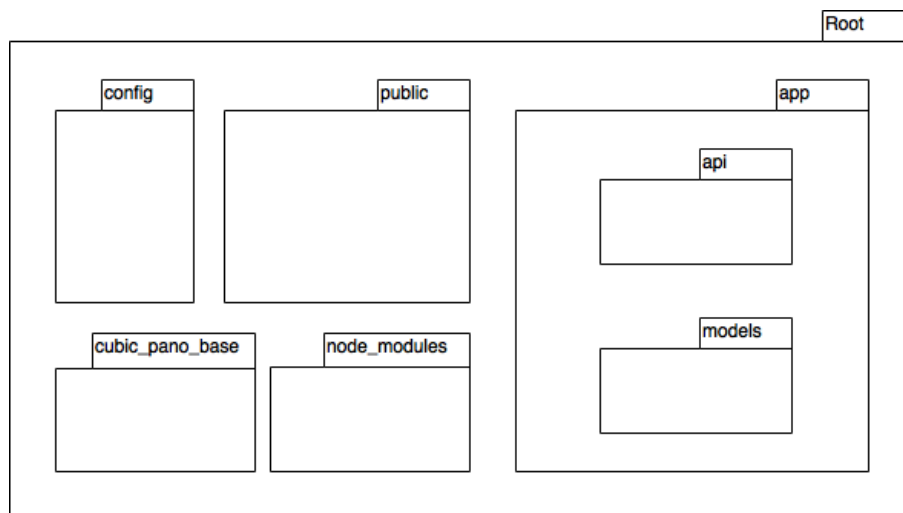 Root
config
public
app
api
cubic_pano_base
node_modules
models